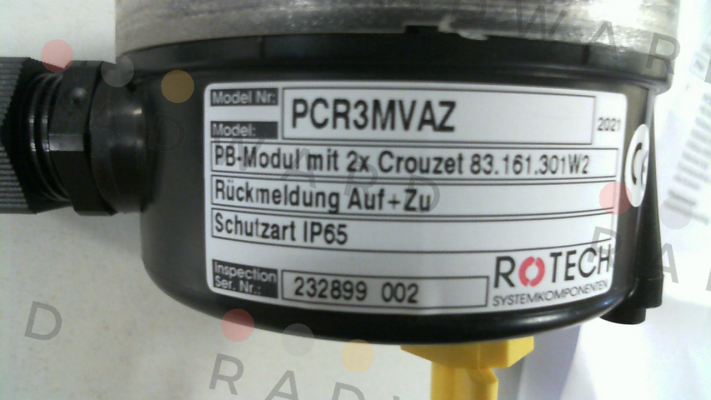 Model Nr:
Model:
PCR3MVAZ
2021
PB-Modul mit 2x Crouzet 83.161.301W2
Rückmeldung Auf+Zu
Schutzart IP65
CE
Inspection
Ser. Nr.:
232899 002
ROTECH
SYSTEMKOMPONENTEN